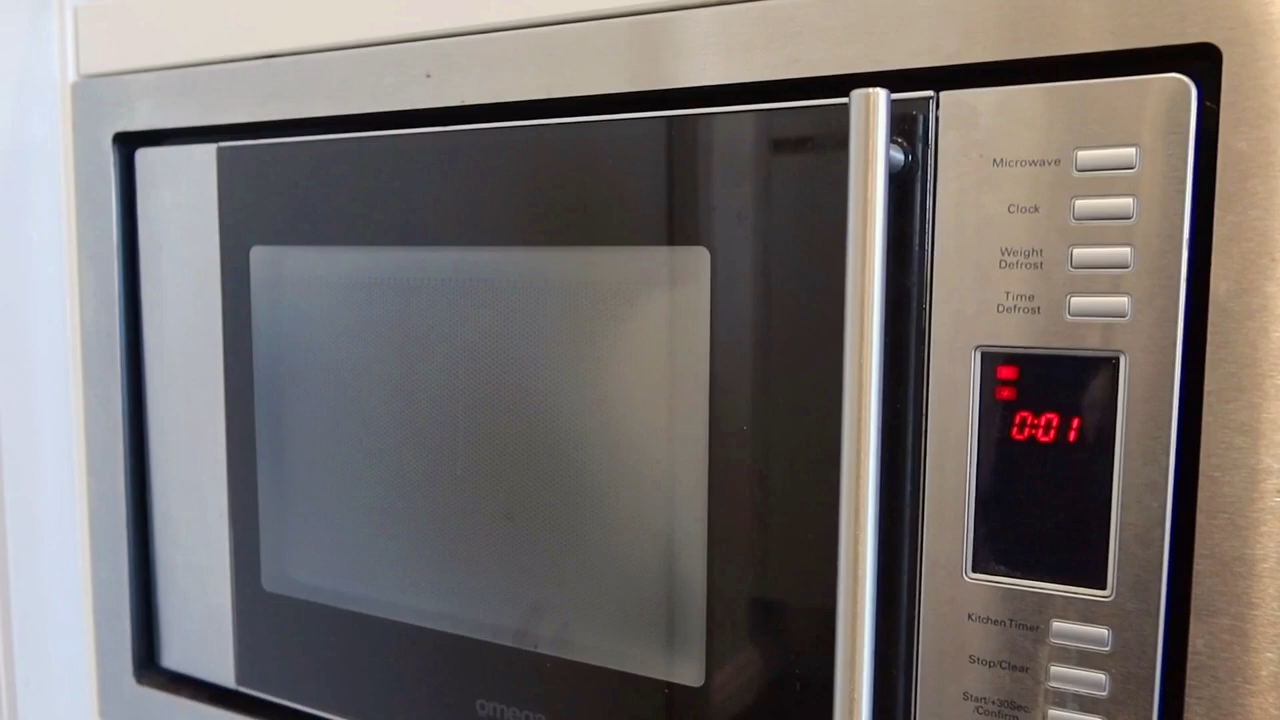 Microwave
Clock
Weight
Defrost
Time
Defrost
0:01
Kitchen Timer
Stop/Clear
Start/+30Sec.
/Confirm
omega